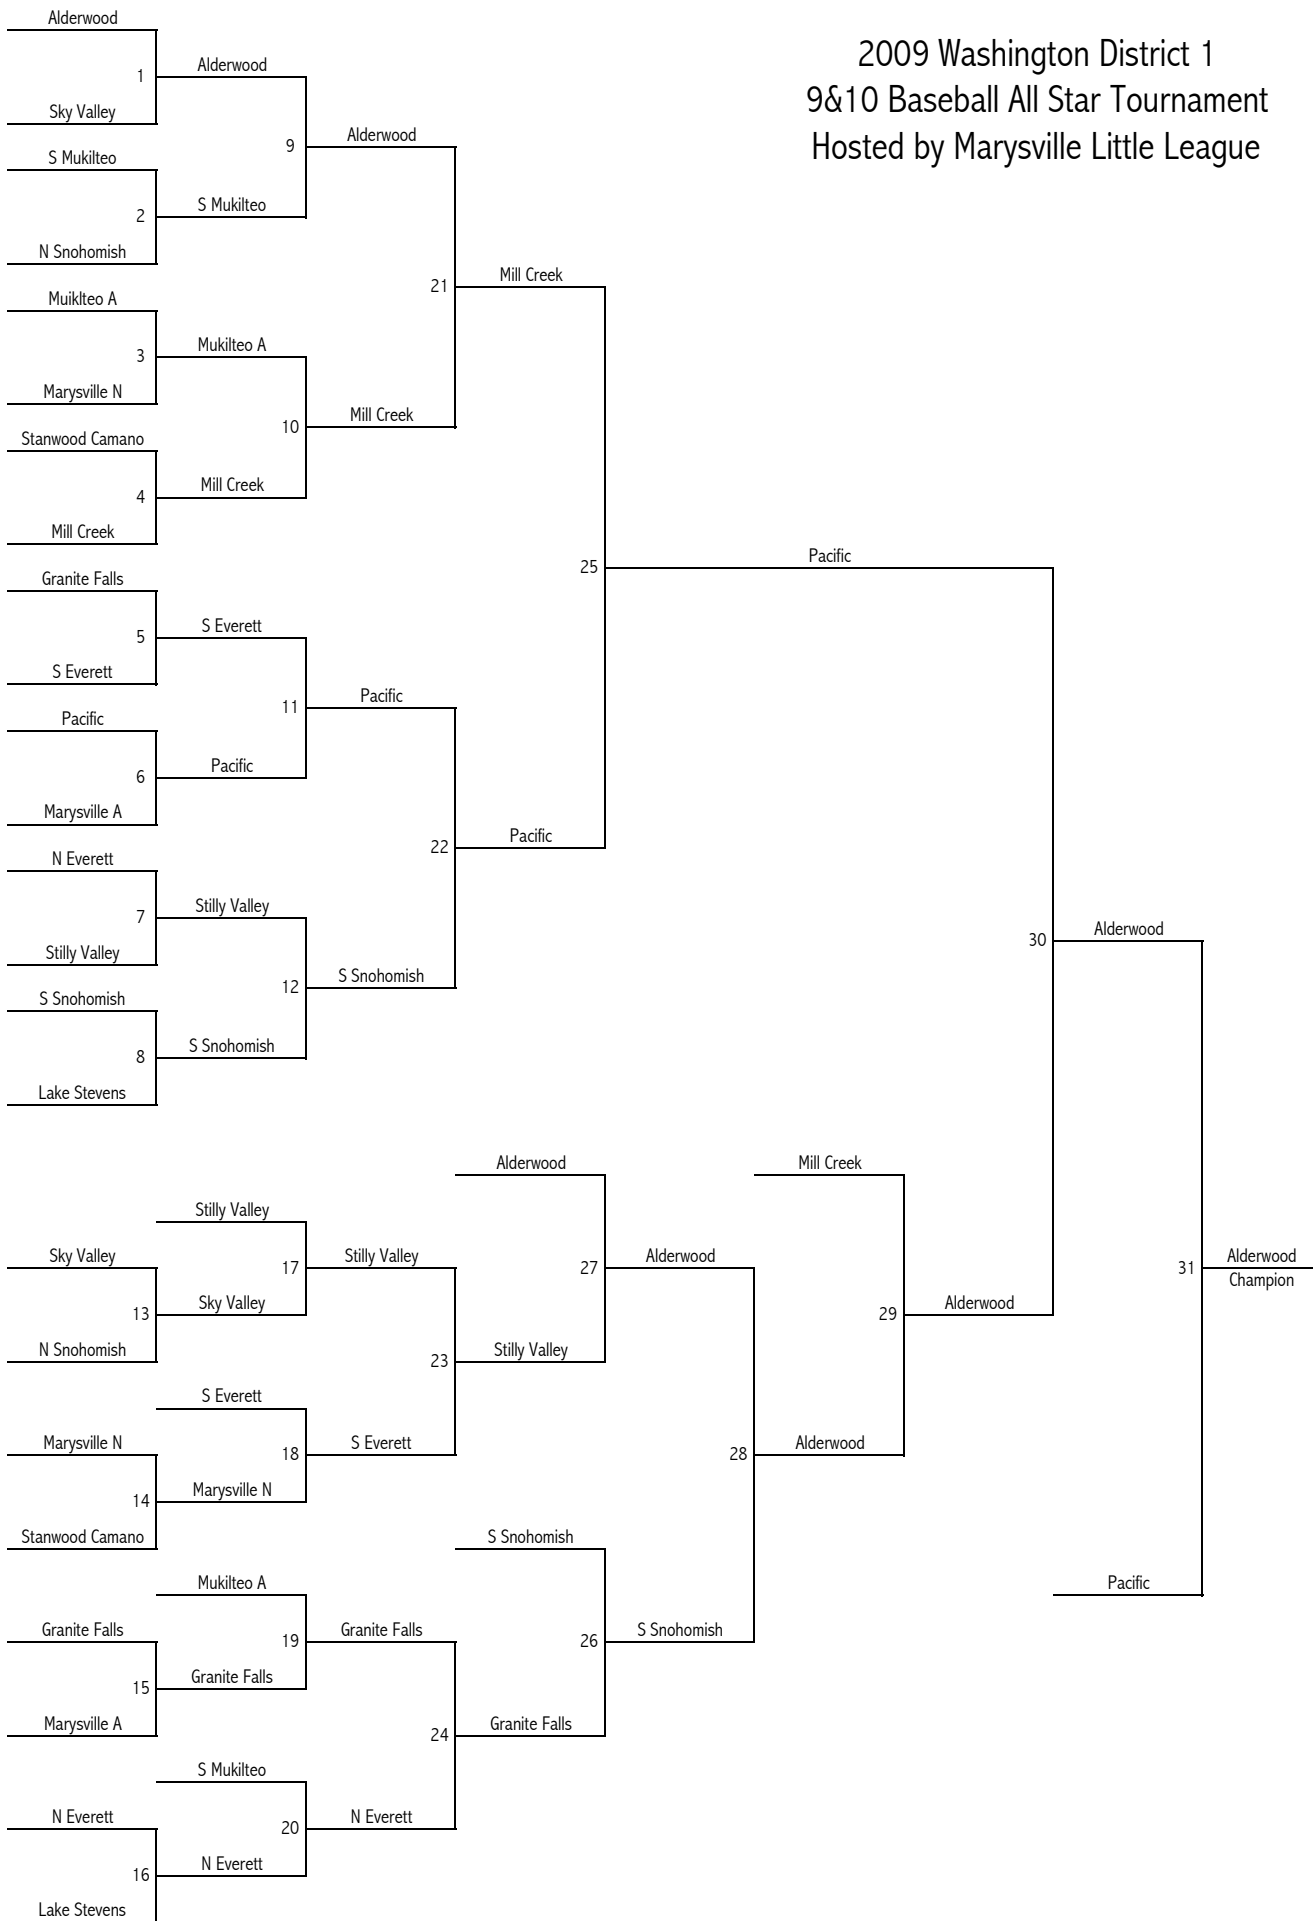 Alderwood
2009 Washington District 1
9&10 Baseball All Star Tournament
Hosted by Marysville Little League
1
Alderwood
Sky Valley
9
Alderwood
S Mukilteo
2
S Mukilteo
N Snohomish
21
Mill Creek
Muiklteo A
3
Mukilteo A
Marysville N
10
Mill Creek
Stanwood Camano
4
Mill Creek
Mill Creek
25
Pacific
Granite Falls
5
S Everett
S Everett
11
Pacific
Pacific
6
Pacific
Marysville A
22
Pacific
N Everett
7
Stilly Valley
Stilly Valley
12
S Snohomish
S Snohomish
8
S Snohomish
Lake Stevens
30
Alderwood
Alderwood
Mill Creek
Stilly Valley
Sky Valley
17
Stilly Valley
27
Alderwood
31
Alderwood
Champion
13
Sky Valley
29
Alderwood
N Snohomish
23
Stilly Valley
S Everett
Marysville N
18
S Everett
28
Alderwood
14
Marysville N
Stanwood Camano
S Snohomish
Mukilteo A
Pacific
Granite Falls
19
Granite Falls
26
S Snohomish
15
Granite Falls
Marysville A
24
Granite Falls
S Mukilteo
N Everett
20
N Everett
16
N Everett
Lake Stevens